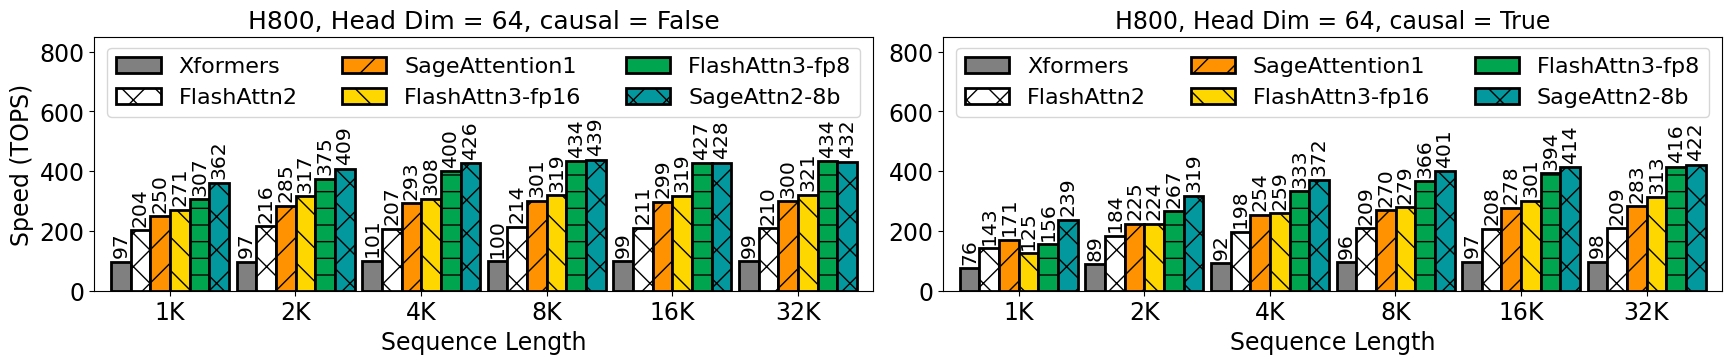 H800, Head Dim = 64, causal = False
Speed (TOPS)
800
600
400
200
0
Xformers
FlashAttn2
SageAttention1
FlashAttn3-fp16
FlashAttn3-fp8
SageAttn2-8b
97 204 250 271 307 362
97 216 285 317 375 409
101 207 293 308 400 426
100 214 301 319 434 439
99 211 299 319 427 428
99 210 300 321 434 432
1K 2K 4K 8K 16K 32K
Sequence Length
H800, Head Dim = 64, causal = True
800
600
400
200
0
Xformers
FlashAttn2
SageAttention1
FlashAttn3-fp16
FlashAttn3-fp8
SageAttn2-8b
76 143 171 125 156 239
89 184 225 224 267 319
92 198 254 259 333 372
96 209 270 279 366 401
97 208 278 301 394 414
98 209 283 313 416 422
1K 2K 4K 8K 16K 32K
Sequence Length